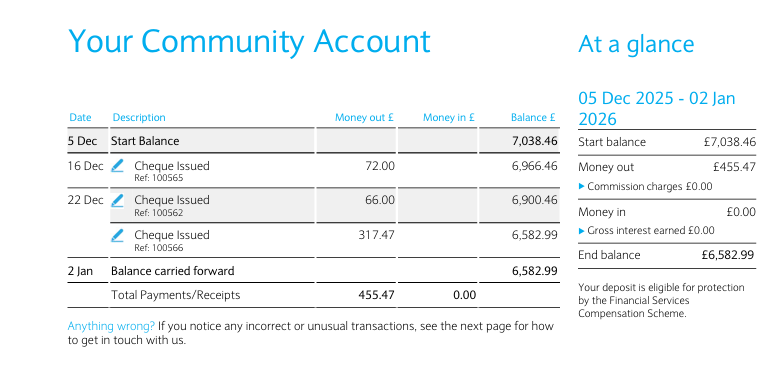 Your Community Account
Date Description Money out £ Money in £ Balance £
5 Dec Start Balance 7,038.46
16 Dec Cheque Issued 72.00 6,966.46
Ref: 100565
22 Dec Cheque Issued 66.00 6,900.46
Ref: 100562
Cheque Issued 317.47 6,582.99
Ref: 100566
2 Jan Balance carried forward 6,582.99
Total Payments/Receipts 455.47 0.00
Anything wrong? If you notice any incorrect or unusual transactions, see the next page for how
to get in touch with us.
At a glance
05 Dec 2025 - 02 Jan
2026
Start balance £7,038.46
Money out £455.47
Commission charges £0.00
Money in £0.00
Gross interest earned £0.00
End balance £6,582.99
Your deposit is eligible for protection
by the Financial Services
Compensation Scheme.